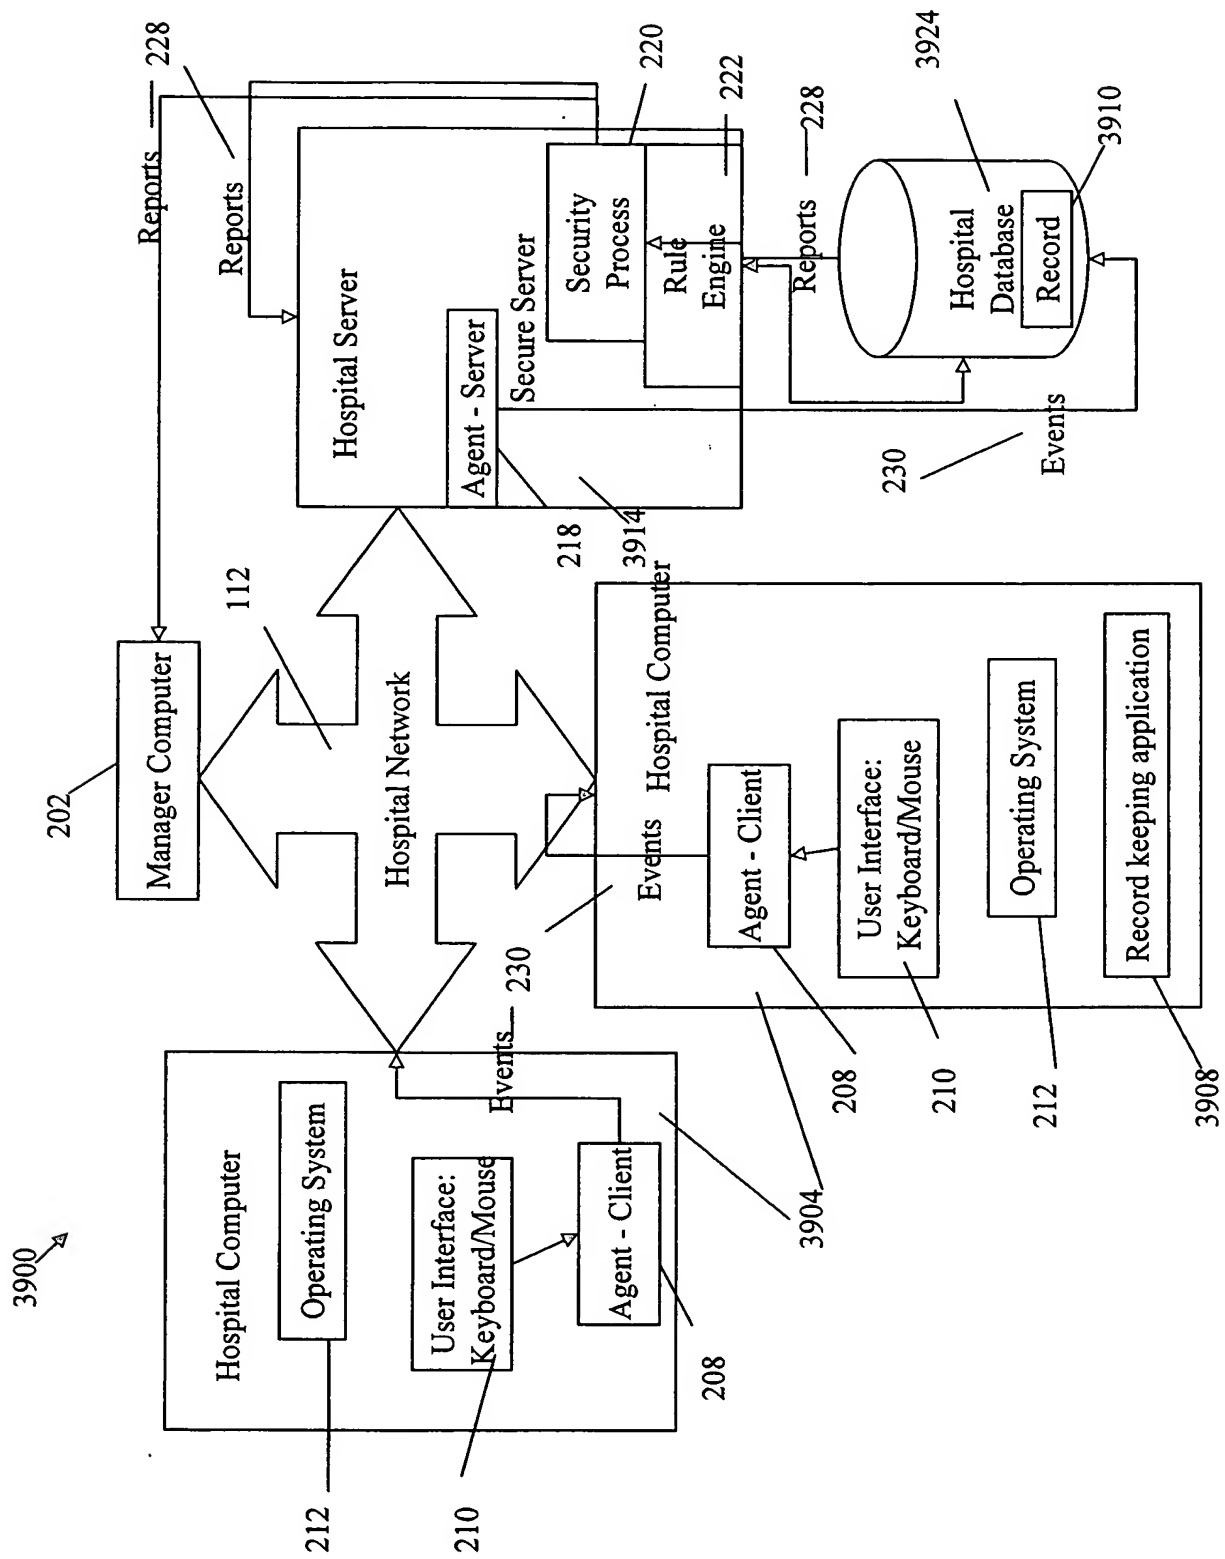 3900
202
Manager Computer
112
Reports
228
Reports
Hospital Computer
Operating System
212
User Interface:
Keyboard/Mouse
210
Agent - Client
208
Events
230
3904
Hospital Network
Hospital Server
Agent - Server
218
3914
Secure Server
Security
Process
220
Rule
Engine
222
Reports
228
Hospital
Database
3924
Record
3910
Events
230
Hospital Computer
Events
Agent - Client
208
User Interface:
Keyboard/Mouse
210
Operating System
212
Record keeping application
3908